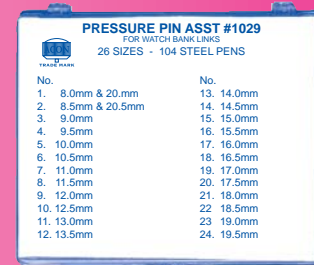 PRESSURE PIN ASST #1029
FOR WATCH BANK LINKS
26 SIZES - 104 STEEL PENS
TRADE MARK
No.
1. 8.0mm & 20.mm
2. 8.5mm & 20.5mm
3. 9.0mm
4. 9.5mm
5. 10.0mm
6. 10.5mm
7. 11.0mm
8. 11.5mm
9. 12.0mm
10. 12.5mm
11. 13.0mm
12. 13.5mm
No.
13. 14.0mm
14. 14.5mm
15. 15.0mm
16. 15.5mm
17. 16.0mm
18. 16.5mm
19. 17.0mm
20. 17.5mm
21. 18.0mm
22 18.5mm
23 19.0mm
24. 19.5mm